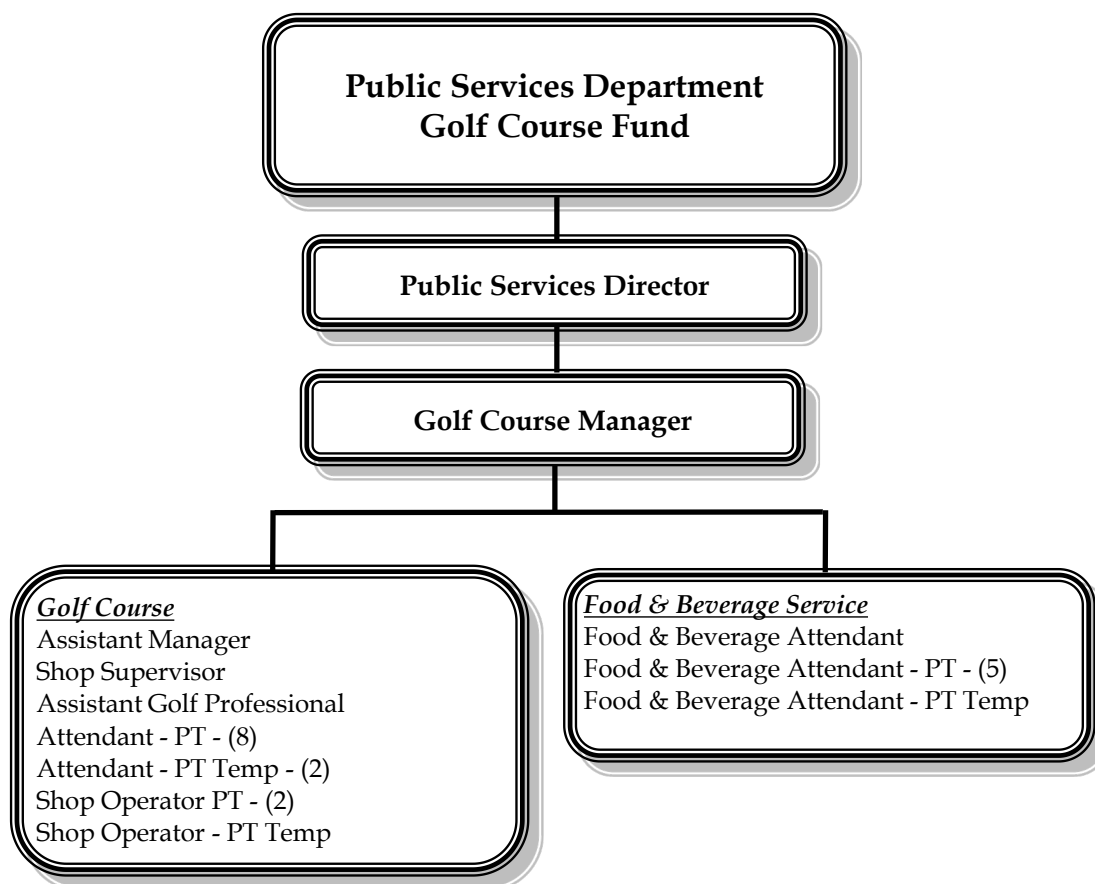 Public Services Department
Golf Course Fund
Public Services Director
Golf Course Manager
Golf Course
Assistant Manager
Shop Supervisor
Assistant Golf Professional
Attendant - PT - (8)
Attendant - PT Temp - (2)
Shop Operator PT - (2)
Shop Operator - PT Temp
Food & Beverage Service
Food & Beverage Attendant
Food & Beverage Attendant - PT - (5)
Food & Beverage Attendant - PT Temp